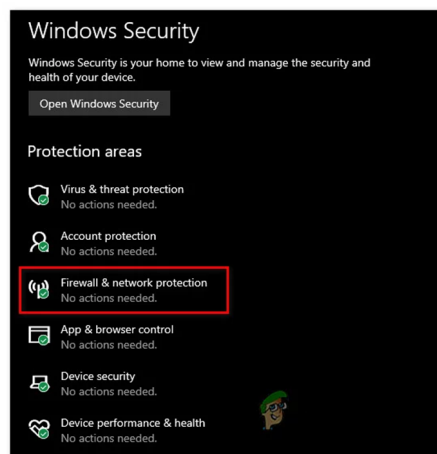 Windows Security
Windows Security is your home to view and manage the security and
health of your device.
Open Windows Security
Protection areas
Virus & threat protection
No actions needed.
Account protection
No actions needed.
Firewall & network protection
No actions needed.
App & browser control
No actions needed.
Device security
No actions needed.
Device performance & health
No actions needed.